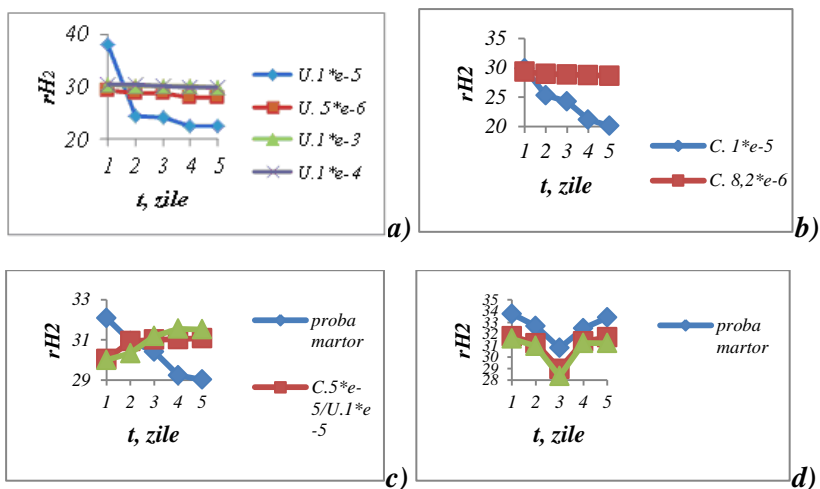 40
30
20
rH2
1 2 3 4 5
t, zile
U.1*e-5
U. 5*e-6
U.1*e-3
U.1*e-4
a)
35
30
25
20
rH2
1 2 3 4 5
t, zile
C. 1*e-5
C. 8,2*e-6
b)
33
31
29
rH2
1 2 3 4 5
t, zile
proba
martor
C.5*e-
5/U.1*e
-5
c)
35
34
33
32
31
30
29
28
rH2
1 2 3 4 5
t, zile
proba
martor
d)